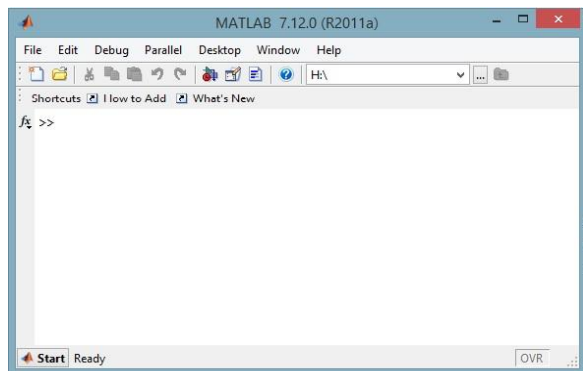 MATLAB 7.12.0 (R2011a)
File Edit Debug Parallel Desktop Window Help
H:\
Shortcuts How to Add What's New
fx >>
Start Ready OVR